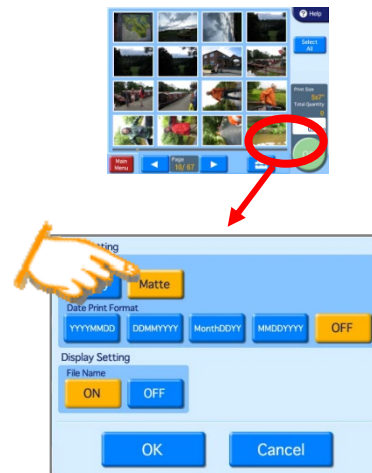 Help
Select All
Print Size
5x7"
Total Quantity
0
Main Menu
Page
10/ 67
Matte
Date Print Format
YYYYMMDD
DDMMYYYY
MonthDDYY
MMDDYYYY
OFF
Display Setting
File Name
ON
OFF
OK
Cancel